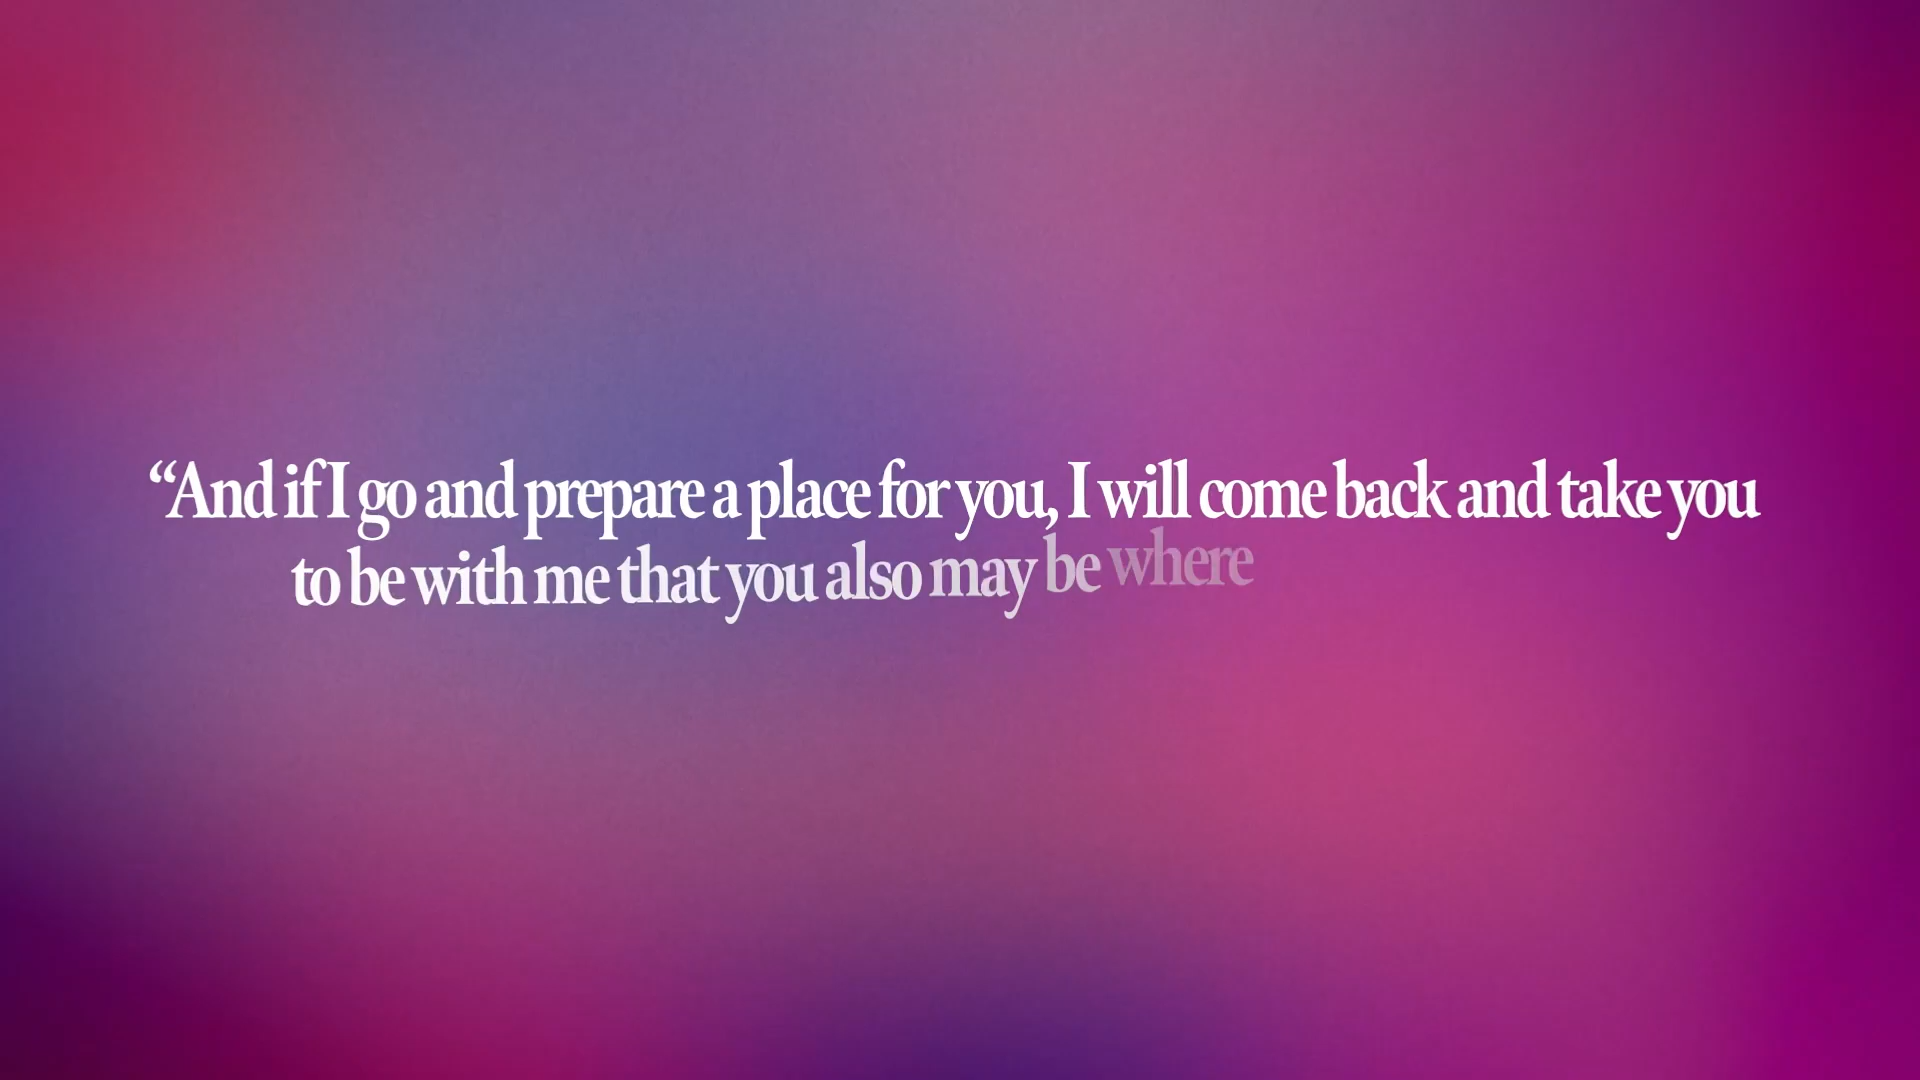 “And if I go and prepare a place for you, I will come back and take you
to be with me that you also may be where